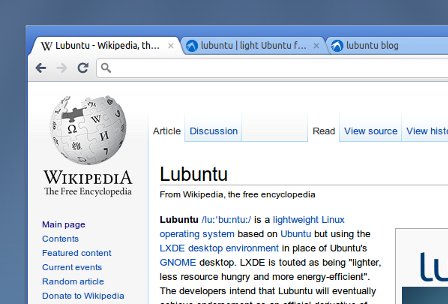 Lubuntu - Wikipedia, th...
lubuntu | light Ubuntu f...
lubuntu blog
WIKIPEDIA
The Free Encyclopedia
Article
Discussion
Read
View source
View hist
Lubuntu
From Wikipedia, the free encyclopedia
Lubuntu /luːˈbuːntuː/ is a lightweight Linux
operating system based on Ubuntu but using the
LXDE desktop environment in place of Ubuntu's
GNOME desktop. LXDE is touted as being "lighter,
less resource hungry and more energy-efficient".
The developers intend that Lubuntu will eventually
Main page
Contents
Featured content
Current events
Random article
Donate to Wikipedia
lu